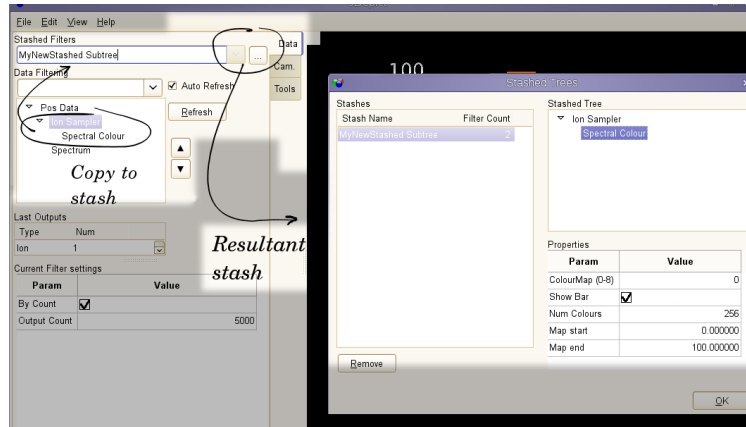 File Edit View Help
Stashed Filters
MyNewStashed Subtree
...
Data
Cam.
Tools
Data Filtering
Auto Refresh
Pos Data
Refresh
Ion Sampler
Spectral Colour
Spectrum
Copy to
stash
Last Outputs
Type Num
Ion 1
Resultant
stash
Current Filter settings
Param Value
By Count
Output Count 5000
100
Stashed Trees
Stashes
Stash Name Filter Count
MyNewStashed Subtree 2
Remove
Stashed Tree
Ion Sampler
Spectral Colour
Properties
Param Value
ColourMap (0-8) 0
Show Bar
Num Colours 256
Map start 0.000000
Map end 100.000000
OK